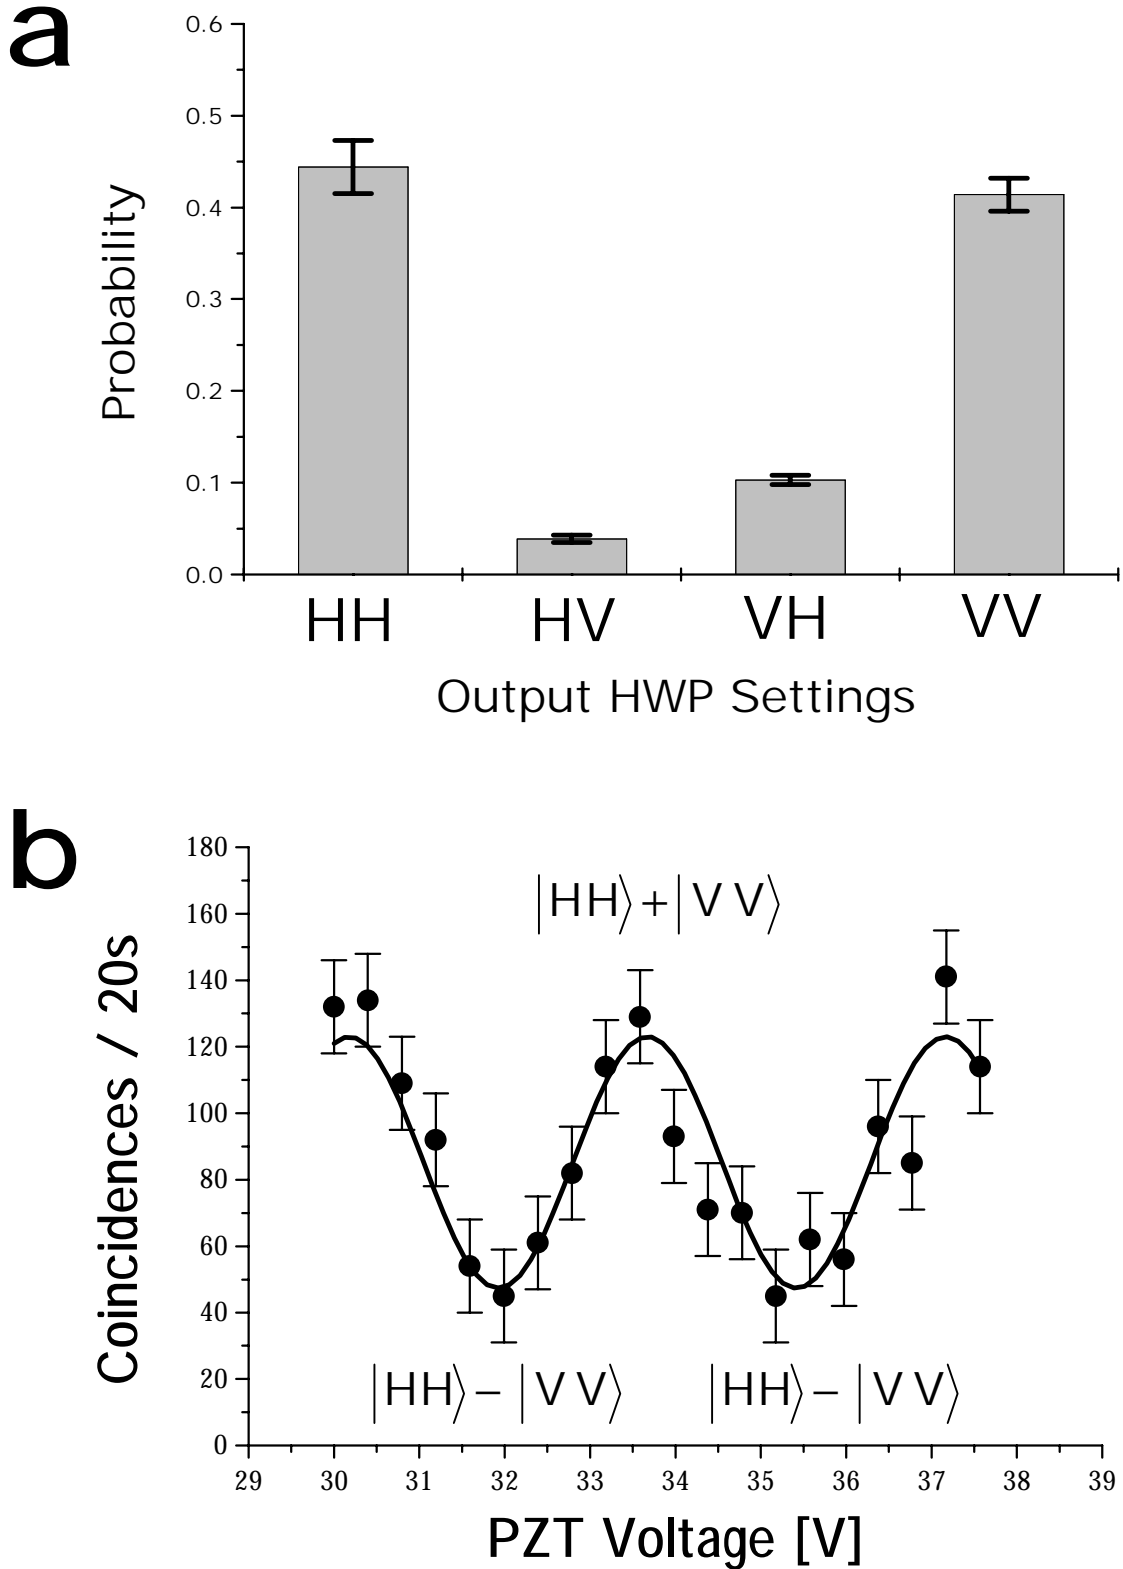 a
0.6
0.5
0.4
0.3
0.2
0.1
0.0
Probability
HH HV VH VV
Output HWP Settings
b
180
160
140
120
100
80
60
40
20
0
Coincidences / 20s
|HH⟩+|VV⟩
|HH⟩−|VV⟩ |HH⟩−|VV⟩
29 30 31 32 33 34 35 36 37 38 39
PZT Voltage [V]